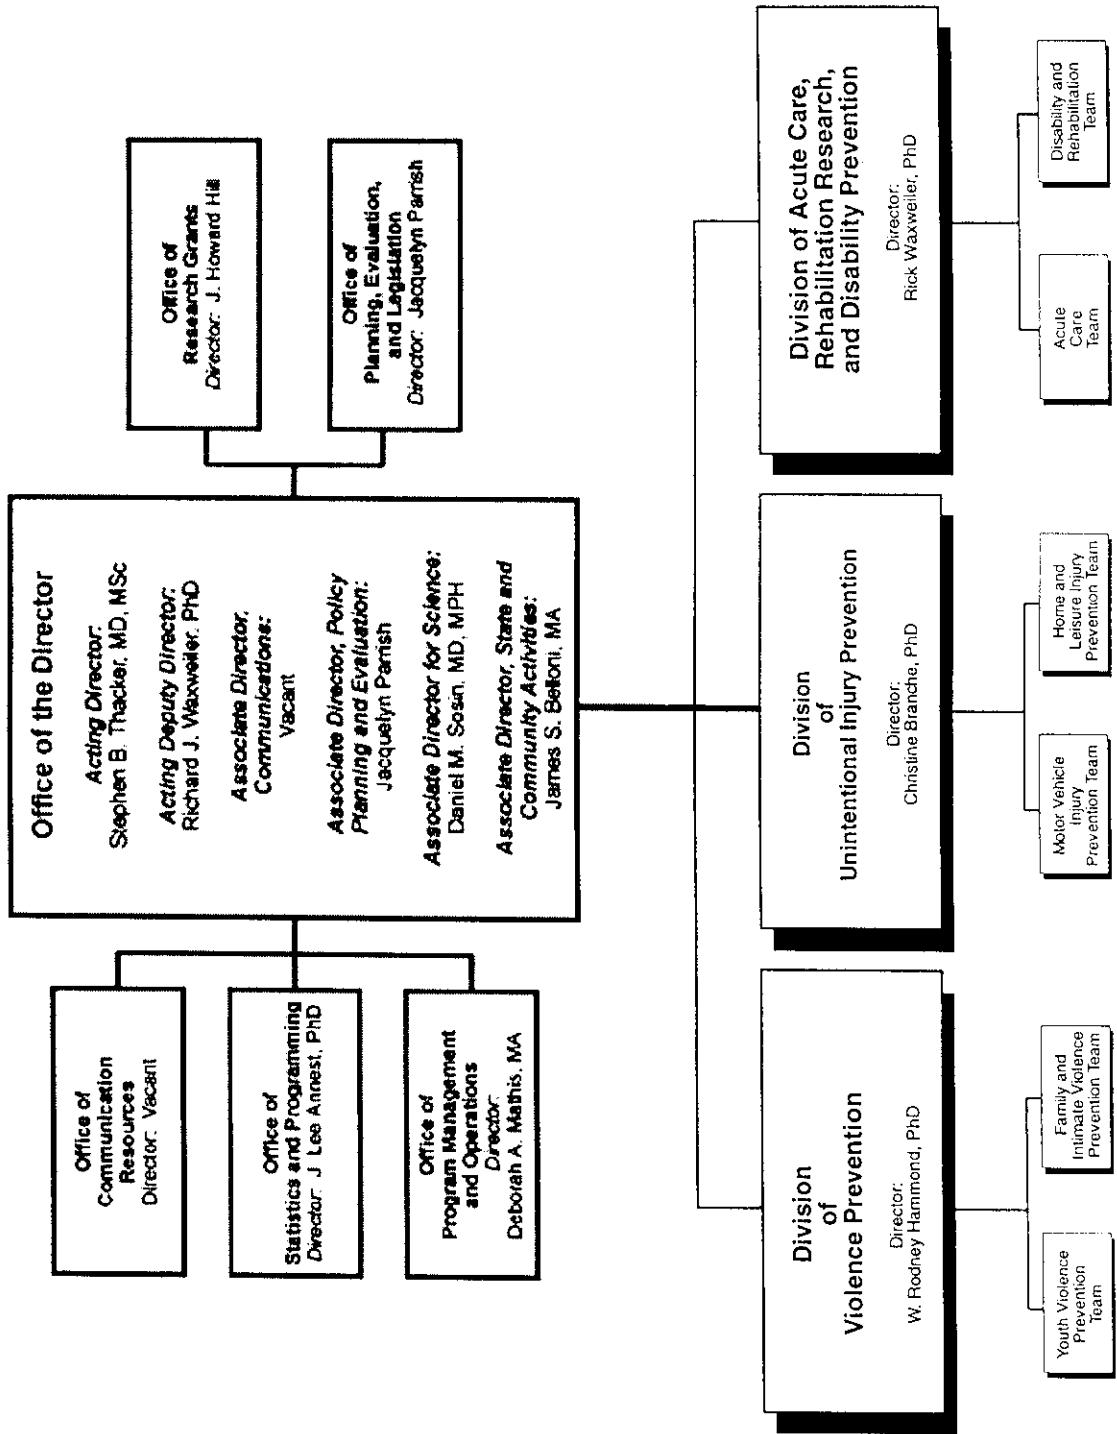 Office of the Director
Acting Director:
Stephen B. Thacker, MD, MSc
Acting Deputy Director:
Richard J. Waxweiler, PhD
Associate Director,
Communications:
Vacant
Associate Director, Policy
Planning and Evaluation:
Jacquelyn Parrish
Associate Director for Science:
Daniel M. Sosin, MD, MPH
Associate Director, State and
Community Activities:
James S. Belloni, MA
Office of
Communication
Resources
Director: Vacant
Office of
Statistics and Programming
Director: J Lee Annest, PhD
Office of
Program Management
and Operations
Director:
Deborah A. Mathis, MA
Office of
Research Grants
Director: J. Howard Hill
Office of
Planning, Evaluation,
and Legislation
Director: Jacquelyn Parrish
Division
of
Violence Prevention
Director:
W. Rodney Hammond, PhD
Youth Violence
Prevention
Team
Family and
Intimate Violence
Prevention Team
Division
of
Unintentional Injury Prevention
Director:
Christine Branche, PhD
Motor Vehicle
Injury
Prevention Team
Home and
Leisure Injury
Prevention Team
Division of Acute Care,
Rehabilitation Research,
and Disability Prevention
Director:
Rick Waxweiler, PhD
Acute
Care
Team
Disability and
Rehabilitation
Team